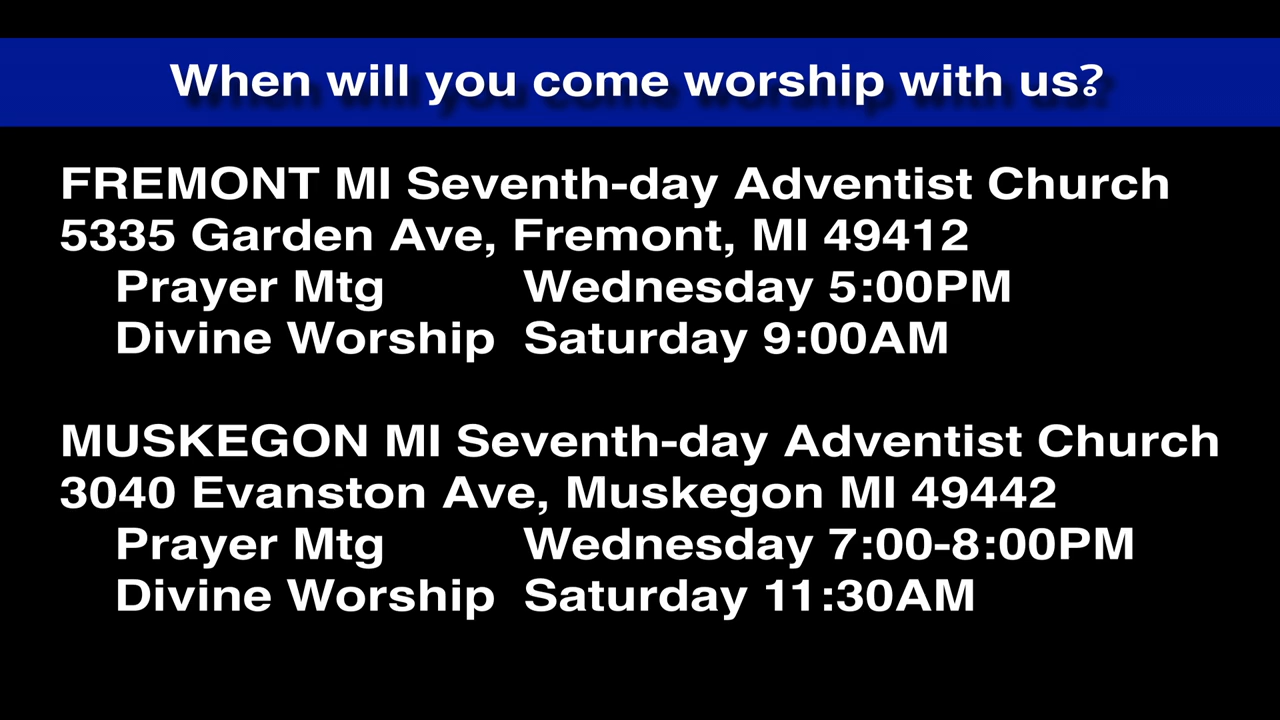 When will you come worship with us?
FREMONT MI Seventh-day Adventist Church
5335 Garden Ave, Fremont, MI 49412
Prayer Mtg Wednesday 5:00PM
Divine Worship Saturday 9:00AM
MUSKEGON MI Seventh-day Adventist Church
3040 Evanston Ave, Muskegon MI 49442
Prayer Mtg Wednesday 7:00-8:00PM
Divine Worship Saturday 11:30AM